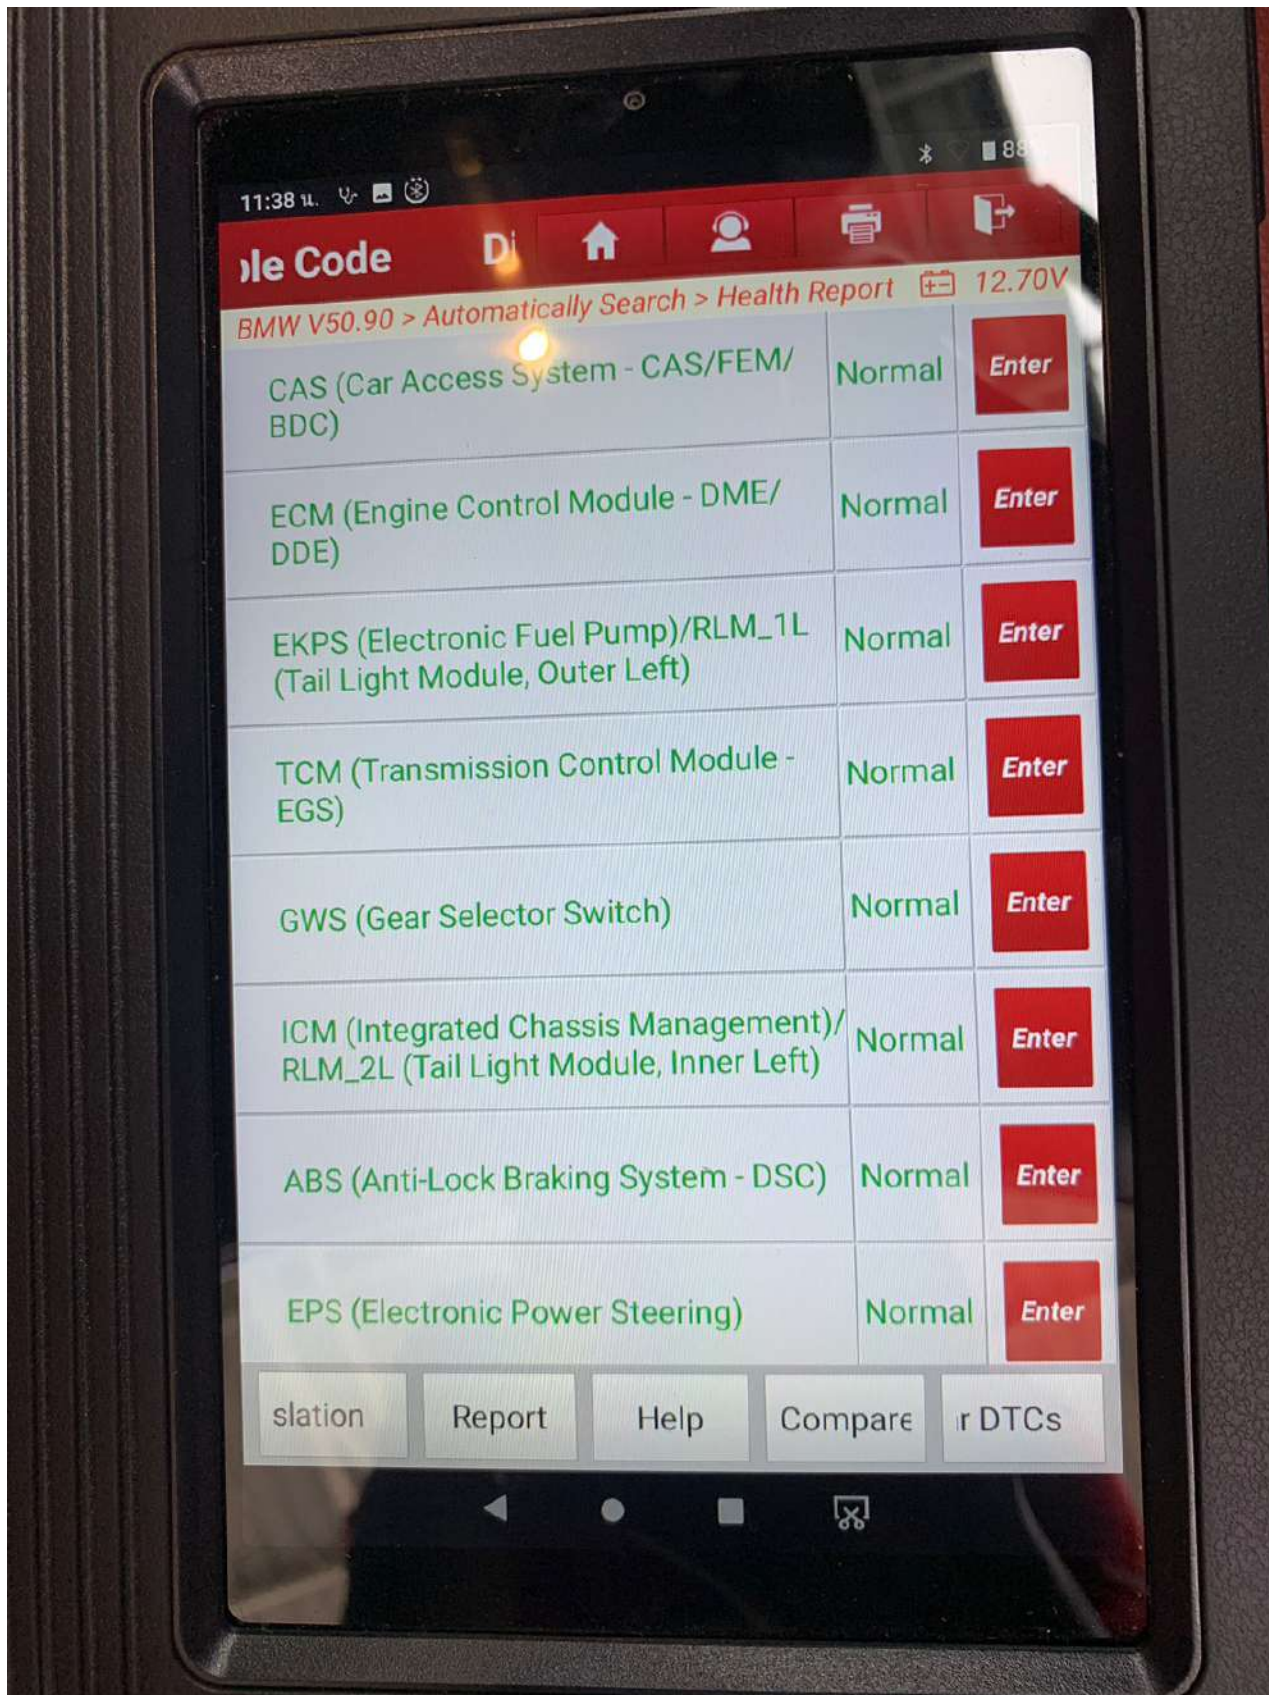 11:38 น.
88
ole Code Di
BMW V50.90 > Automatically Search > Health Report 12.70V
CAS (Car Access System - CAS/FEM/
BDC) Normal Enter
ECM (Engine Control Module - DME/
DDE) Normal Enter
EKPS (Electronic Fuel Pump)/RLM_1L
(Tail Light Module, Outer Left) Normal Enter
TCM (Transmission Control Module -
EGS) Normal Enter
GWS (Gear Selector Switch) Normal Enter
ICM (Integrated Chassis Management)/
RLM_2L (Tail Light Module, Inner Left) Normal Enter
ABS (Anti-Lock Braking System - DSC) Normal Enter
EPS (Electronic Power Steering) Normal Enter
slation Report Help Compare r DTCs